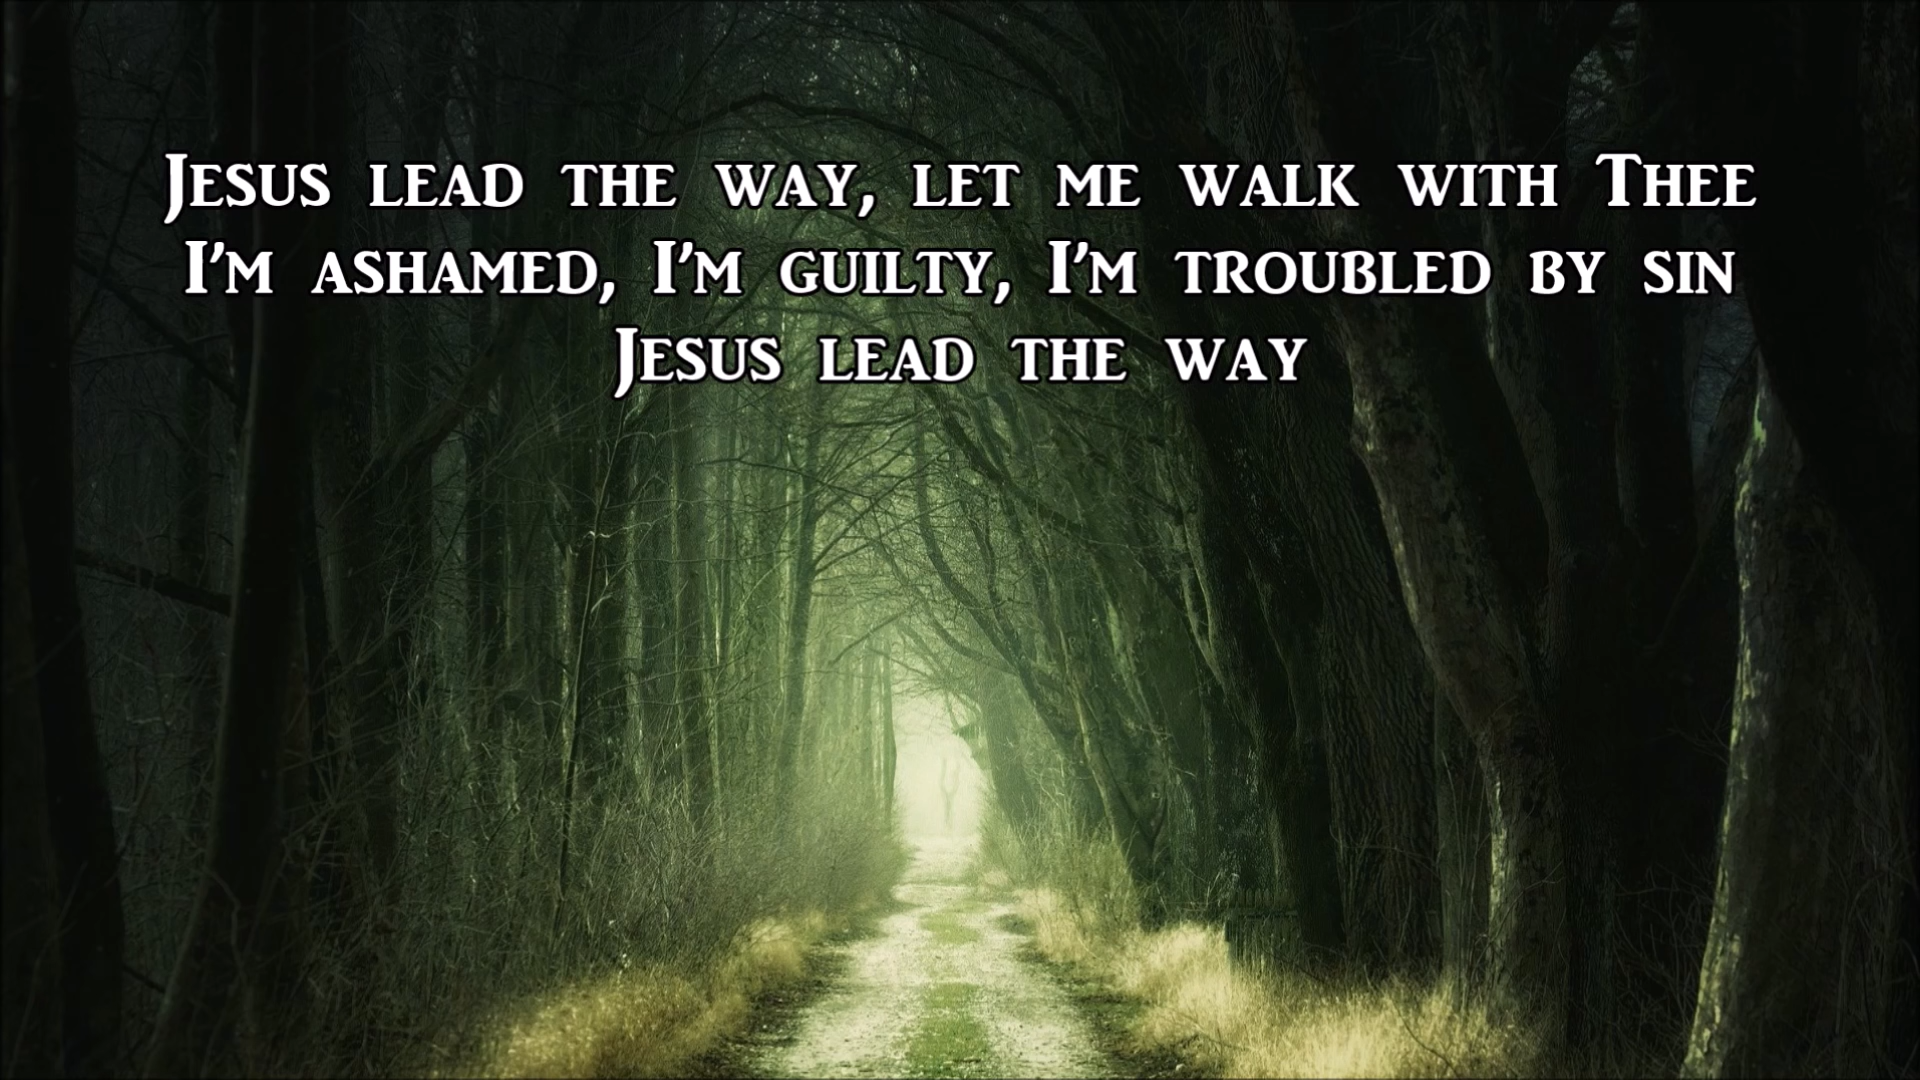 Jesus lead the way, let me walk with Thee
I'm ashamed, I'm guilty, I'm troubled by sin
Jesus lead the way